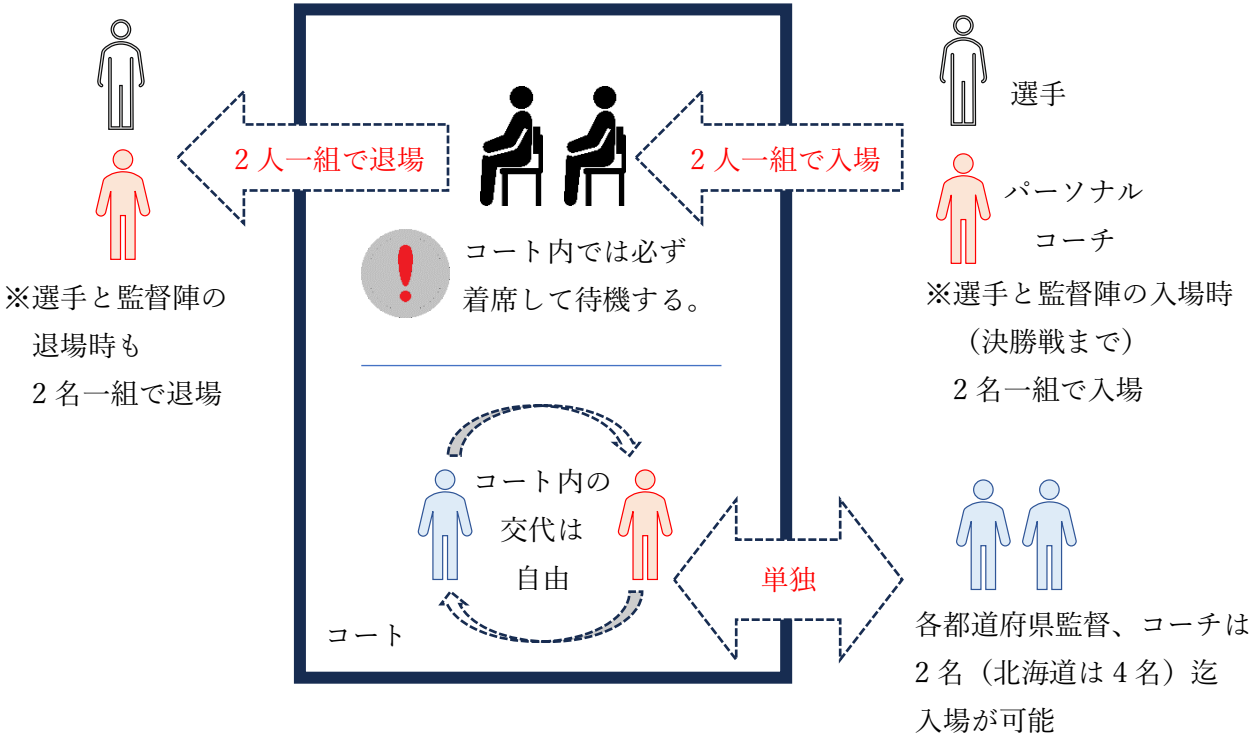 選手
2人一組で退場
2人一組で入場
パーソナル
コーチ
コート内では必ず
着席して待機する。
※選手と監督陣の
退場時も
2名一組で退場
※選手と監督陣の入場時
（決勝戦まで）
2名一組で入場
コート内の
交代は
自由
単独
コート
各都道府県監督、コーチは
2名（北海道は4名）迄
入場が可能